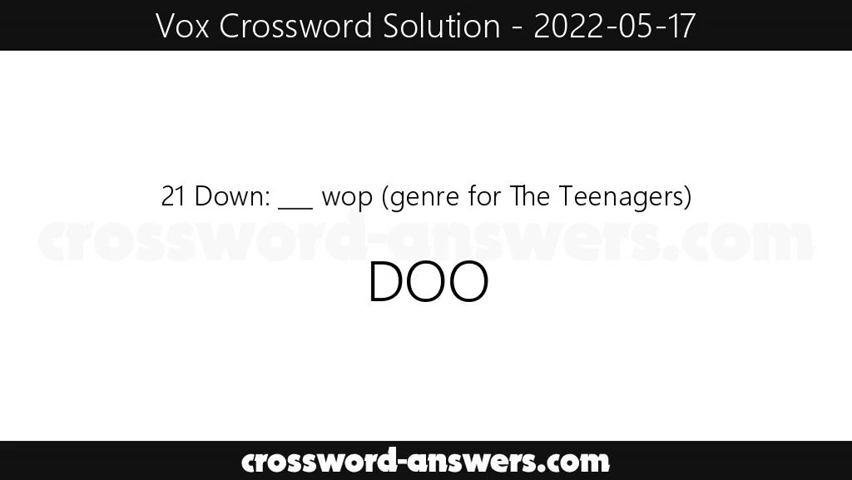 Vox Crossword Solution - 2022-05-17
21 Down: ___ wop (genre for The Teenagers)
crossword-answers.com
DOO
crossword-answers.com